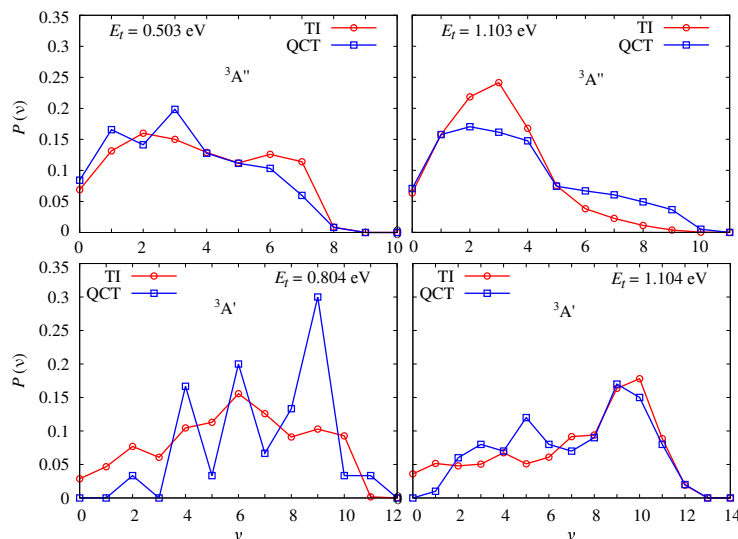 0.35
E_t = 0.503 eV
TI
QCT
³A''
0.3
0.25
0.2
0.15
0.1
0.05
0
P (ν)
0 2 4 6 8 10
E_t = 1.103 eV
TI
QCT
³A''
0 2 4 6 8 10
0.35
TI
QCT
E_t = 0.804 eV
³A'
0.3
0.25
0.2
0.15
0.1
0.05
0
P (ν)
0 2 4 6 8 10 12
ν
TI
QCT
E_t = 1.104 eV
³A'
0 2 4 6 8 10 12 14
ν